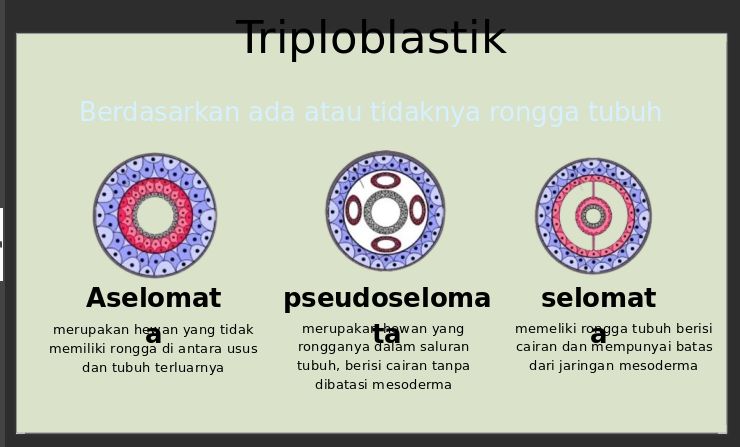 Triploblastik
Berdasarkan ada atau tidaknya rongga tubuh
Aselomat
a
merupakan hewan yang tidak
memiliki rongga di antara usus
dan tubuh terluarnya
pseudoseloma
ta
merupakan hewan yang
rongganya dalam saluran
tubuh, berisi cairan tanpa
dibatasi mesoderma
selomat
a
memeliki rongga tubuh berisi
cairan dan mempunyai batas
dari jaringan mesoderma